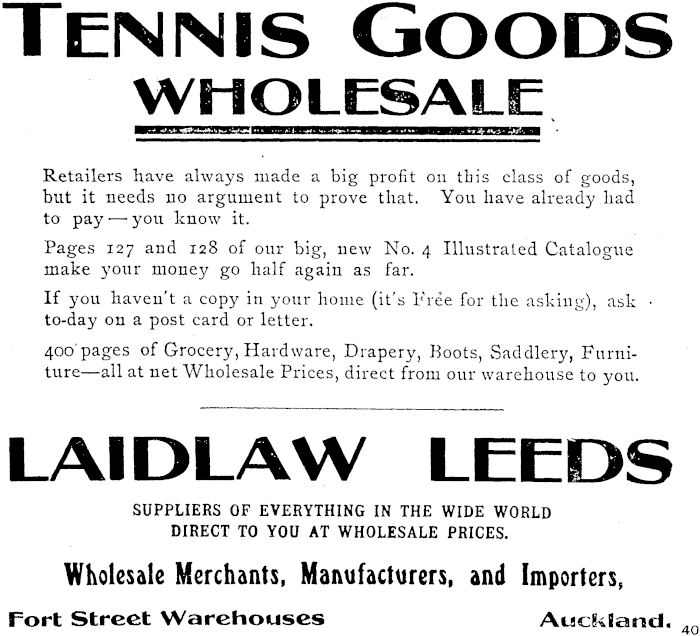 TENNIS GOODS
WHOLESALE
Retailers have always made a big profit on this class of goods,
but it needs no argument to prove that. You have already had
to pay — you know it.
Pages 127 and 128 of our big, new No. 4 Illustrated Catalogue
make your money go half again as far.
If you haven't a copy in your home (it's Free for the asking), ask
to-day on a post card or letter.
400 pages of Grocery, Hardware, Drapery, Boots, Saddlery, Furni-
ture—all at net Wholesale Prices, direct from our warehouse to you.
LAIDLAW LEEDS
SUPPLIERS OF EVERYTHING IN THE WIDE WORLD
DIRECT TO YOU AT WHOLESALE PRICES.
Wholesale Merchants, Manufacturers, and Importers,
Fort Street Warehouses Auckland.
40